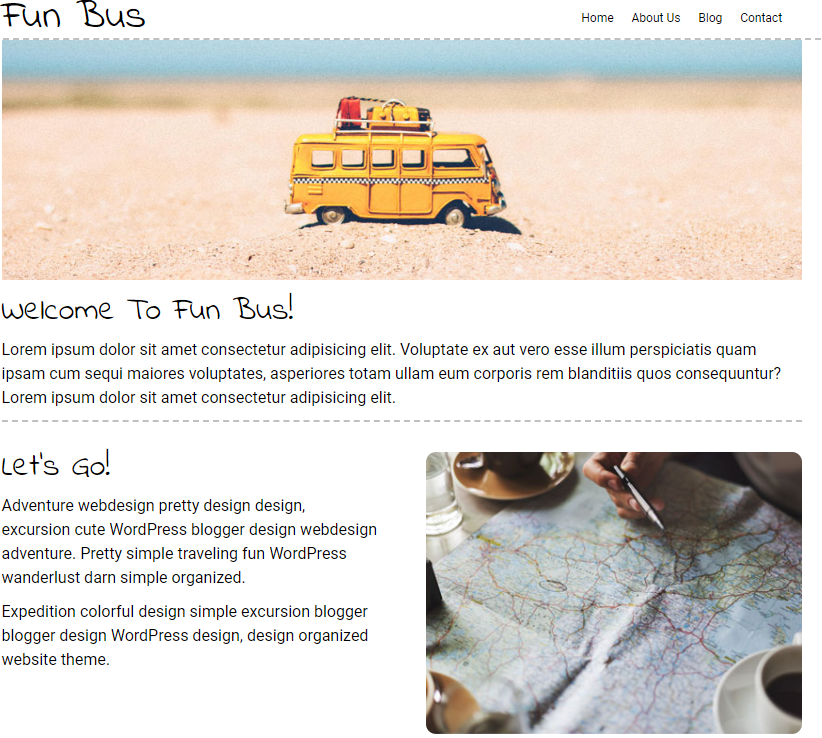 Fun Bus
Home About Us Blog Contact
Welcome To Fun Bus!
Lorem ipsum dolor sit amet consectetur adipisicing elit. Voluptate ex aut vero esse illum perspiciatis quam
ipsam cum sequi maiores voluptates, asperiores totam ullam eum corporis rem blanditiis quos consequuntur?
Lorem ipsum dolor sit amet consectetur adipisicing elit.
Let's Go!
Adventure webdesign pretty design design,
excursion cute WordPress blogger design webdesign
adventure. Pretty simple traveling fun WordPress
wanderlust darn simple organized.
Expedition colorful design simple excursion blogger
blogger design WordPress design, design organized
website theme.